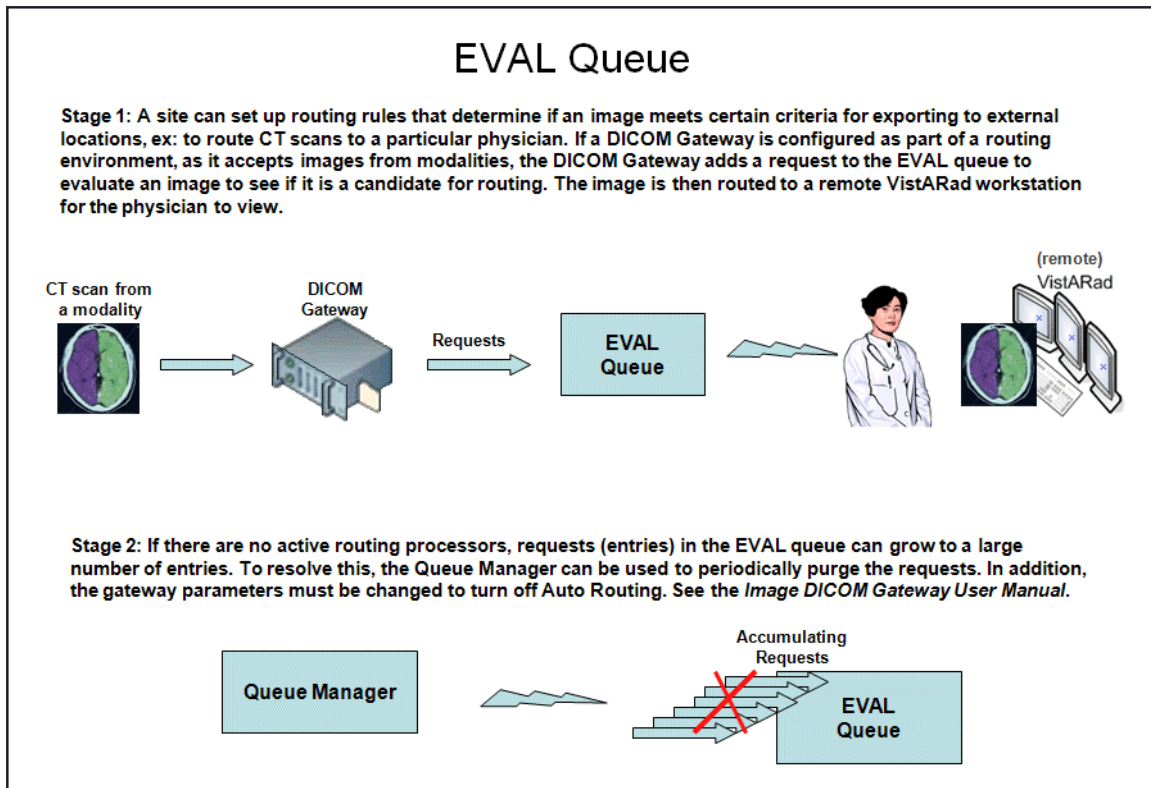 EVAL Queue
Stage 1: A site can set up routing rules that determine if an image meets certain criteria for exporting to external
locations, ex: to route CT scans to a particular physician. If a DICOM Gateway is configured as part of a routing
environment, as it accepts images from modalities, the DICOM Gateway adds a request to the EVAL queue to
evaluate an image to see if it is a candidate for routing. The image is then routed to a remote VistARad workstation
for the physician to view.
CT scan from
a modality
DICOM
Gateway
Requests
EVAL
Queue
(remote)
VistARad
Stage 2: If there are no active routing processors, requests (entries) in the EVAL queue can grow to a large
number of entries. To resolve this, the Queue Manager can be used to periodically purge the requests. In addition,
the gateway parameters must be changed to turn off Auto Routing. See the Image DICOM Gateway User Manual.
Queue Manager
Accumulating
Requests
EVAL
Queue